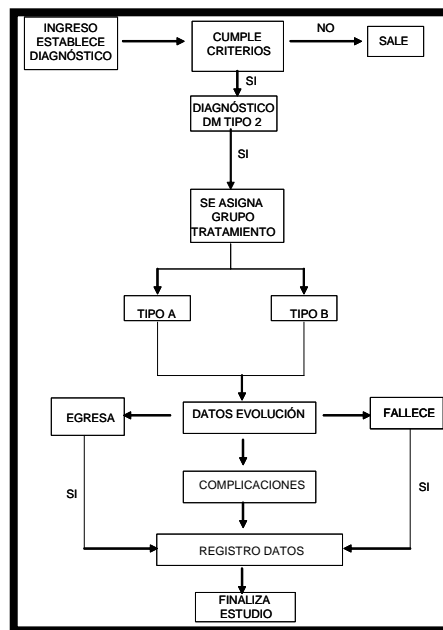 INGRESO
ESTABLECE
DIAGNÓSTICO
CUMPLE
CRITERIOS
NO
SALE
SI
DIAGNÓSTICO
DM TIPO 2
SI
SE ASIGNA
GRUPO
TRATAMIENTO
TIPO A
TIPO B
EGRESA
DATOS EVOLUCIÓN
FALLECE
SI
COMPLICACIONES
SI
REGISTRO DATOS
FINALIZA
ESTUDIO